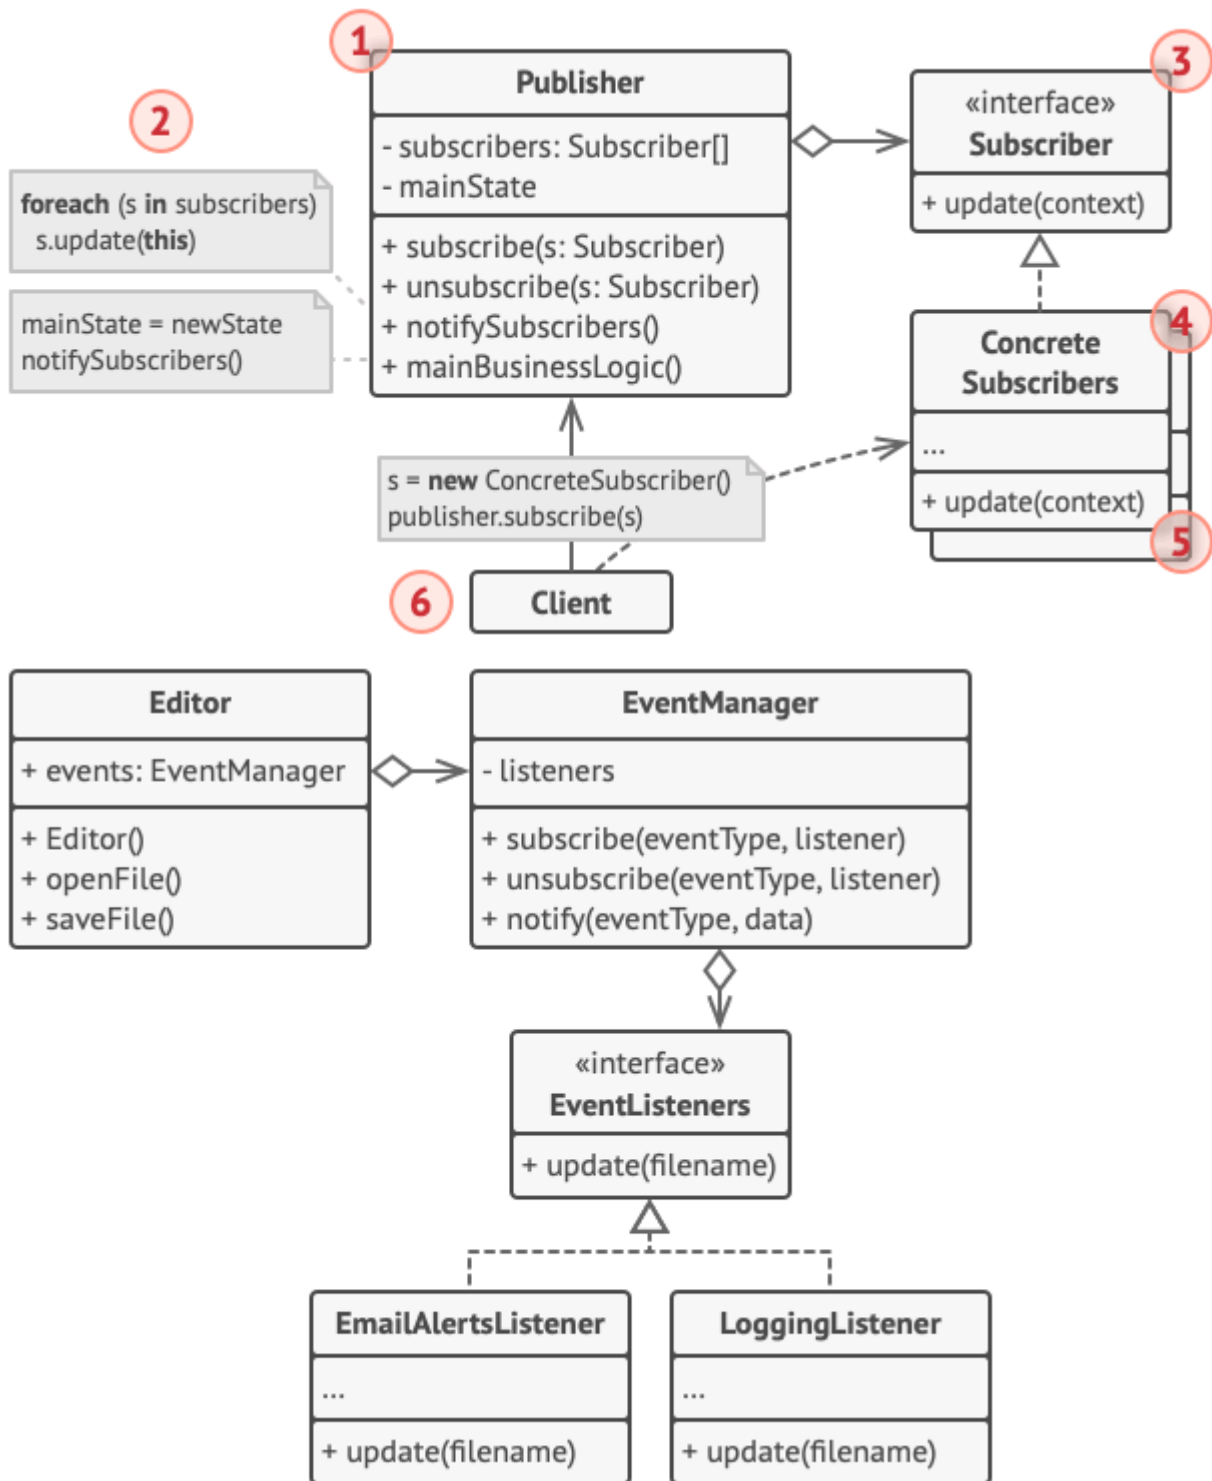 1
Publisher
- subscribers: Subscriber[]
- mainState
+ subscribe(s: Subscriber)
+ unsubscribe(s: Subscriber)
+ notifySubscribers()
+ mainBusinessLogic()
2
foreach (s in subscribers)
s.update(this)
mainState = newState
notifySubscribers()
3
«interface»
Subscriber
+ update(context)
4
Concrete
Subscribers
...
+ update(context)
5
s = new ConcreteSubscriber()
publisher.subscribe(s)
6
Client
Editor
+ events: EventManager
+ Editor()
+ openFile()
+ saveFile()
EventManager
- listeners
+ subscribe(eventType, listener)
+ unsubscribe(eventType, listener)
+ notify(eventType, data)
«interface»
EventListeners
+ update(filename)
EmailAlertsListener
...
+ update(filename)
LoggingListener
...
+ update(filename)